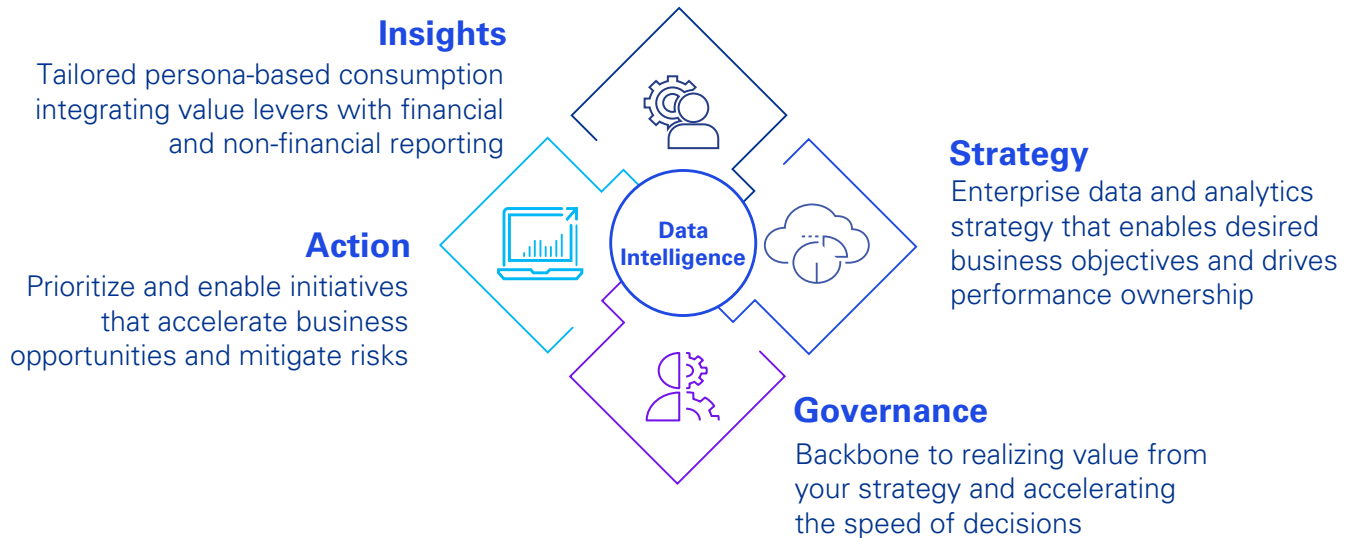 Insights
Tailored persona-based consumption
integrating value levers with financial
and non-financial reporting
Strategy
Enterprise data and analytics
strategy that enables desired
business objectives and drives
performance ownership
Data
Intelligence
Action
Prioritize and enable initiatives
that accelerate business
opportunities and mitigate risks
Governance
Backbone to realizing value from
your strategy and accelerating
the speed of decisions